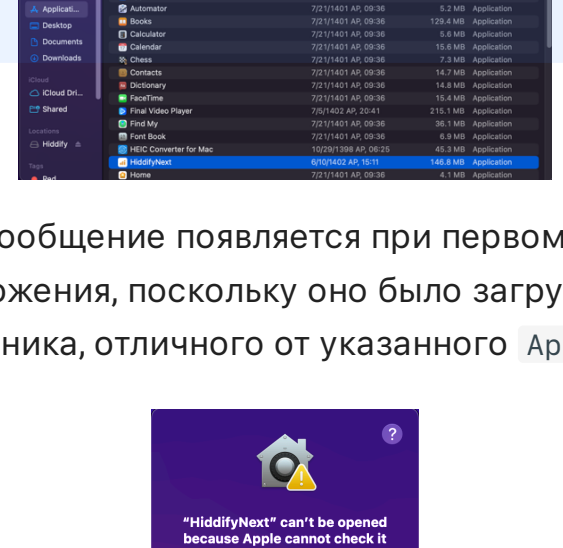 Applicati...
Automator 7/21/1401 AP, 09:36 5.2 MB Application
Books 7/21/1401 AP, 09:36 129.4 MB Application
Desktop
Calculator 7/21/1401 AP, 09:36 5.6 MB Application
Documents
Calendar 7/21/1401 AP, 09:36 15.6 MB Application
Downloads
Chess 7/21/1401 AP, 09:36 7.3 MB Application
Contacts 7/21/1401 AP, 09:36 14.7 MB Application
iCloud
Dictionary 7/21/1401 AP, 09:36 14.8 MB Application
iCloud Dri...
FaceTime 7/21/1401 AP, 09:36 15.4 MB Application
Shared
Final Video Player 7/5/1402 AP, 20:41 215.1 MB Application
Find My 7/21/1401 AP, 09:36 36.1 MB Application
Locations
Font Book 7/21/1401 AP, 09:36 6.9 MB Application
Hiddify
HEIC Converter for Mac 10/29/1398 AP, 06:25 45.3 MB Application
HiddifyNext 6/10/1402 AP, 15:11 146.8 MB Application
Tags
Home 7/21/1401 AP, 09:36 4.1 MB Application
Red
ообщение появляется при первом
ожения, поскольку оно было загру
ника, отличного от указанного Ap
?
"HiddifyNext" can't be opened
because Apple cannot check it